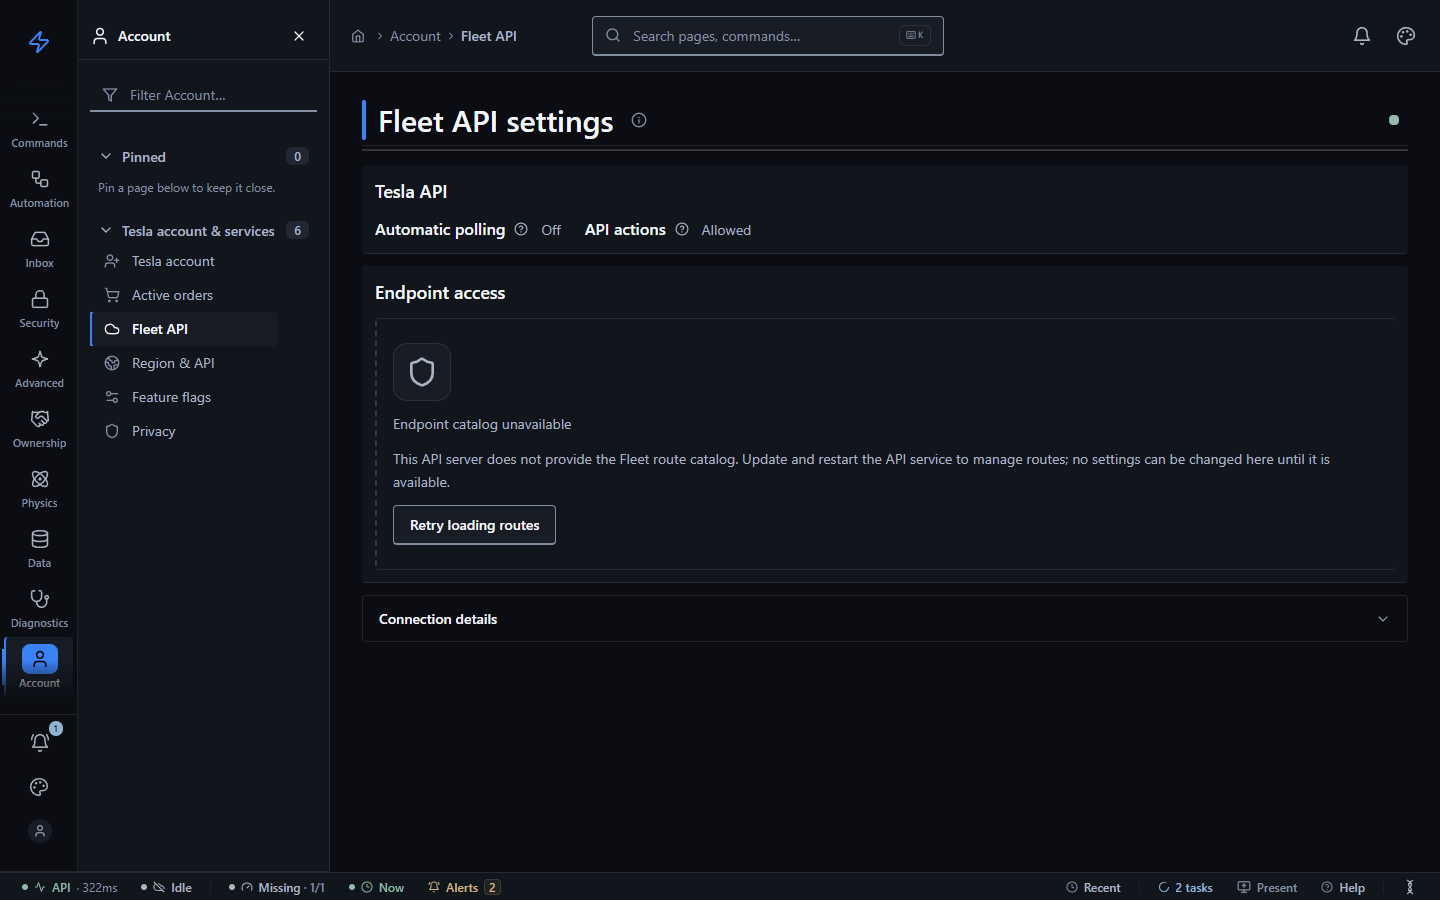 Account
Account
Fleet API
Search pages, commands...
K
Filter Account...
Commands
Automation
Inbox
Security
Advanced
Ownership
Physics
Data
Diagnostics
Account
1
Pinned
0
Pin a page below to keep it close.
Tesla account & services
6
Tesla account
Active orders
Fleet API
Region & API
Feature flags
Privacy
Fleet API settings
Tesla API
Automatic polling
Off
API actions
Allowed
Endpoint access
Endpoint catalog unavailable
This API server does not provide the Fleet route catalog. Update and restart the API service to manage routes; no settings can be changed here until it is
available.
Retry loading routes
Connection details
API · 322ms
Idle
Missing · 1/1
Now
Alerts 2
Recent
2 tasks
Present
Help